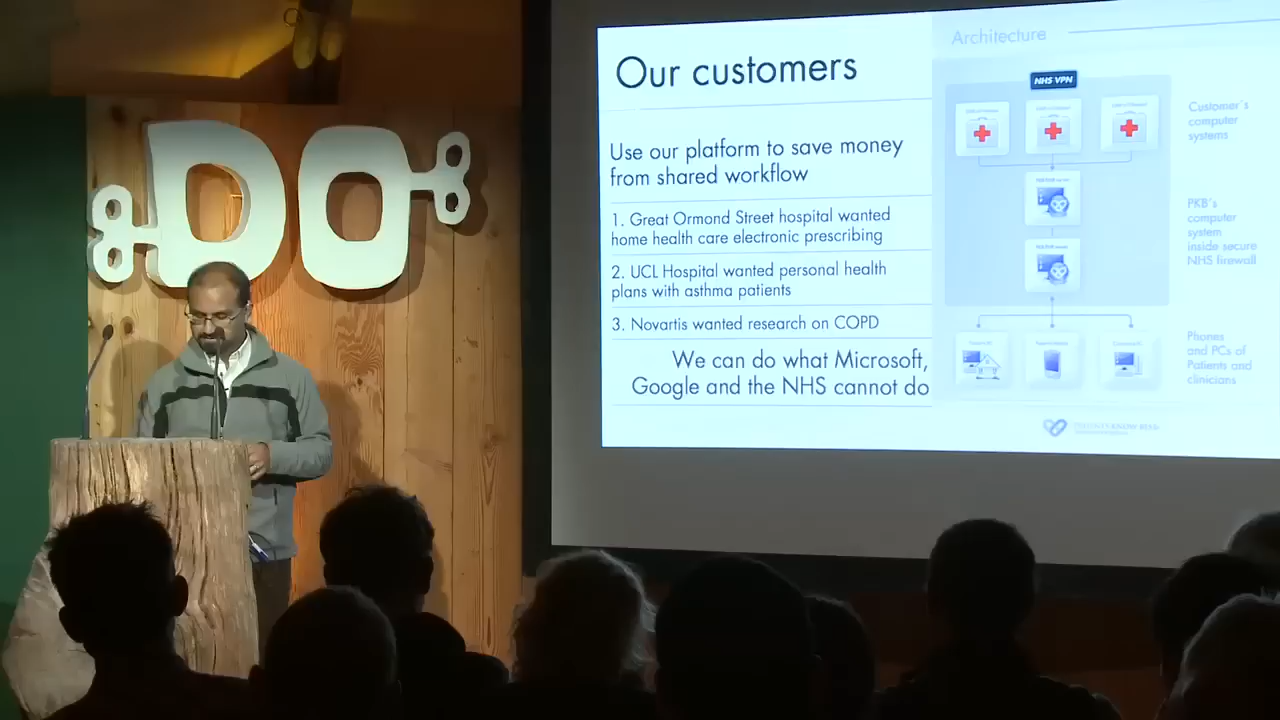 DO
Our customers
Use our platform to save money
from shared workflow
1. Great Ormond Street hospital wanted
home health care electronic prescribing
2. UCL Hospital wanted personal health
plans with asthma patients
3. Novartis wanted research on COPD
We can do what Microsoft,
Google and the NHS cannot do
Architecture
NHS VPN
Customer's
computer
systems
PKB's
computer
system
inside secure
NHS firewall
Phones
and PCs of
Patients and
clinicians
PATIENTS KNOW BEST